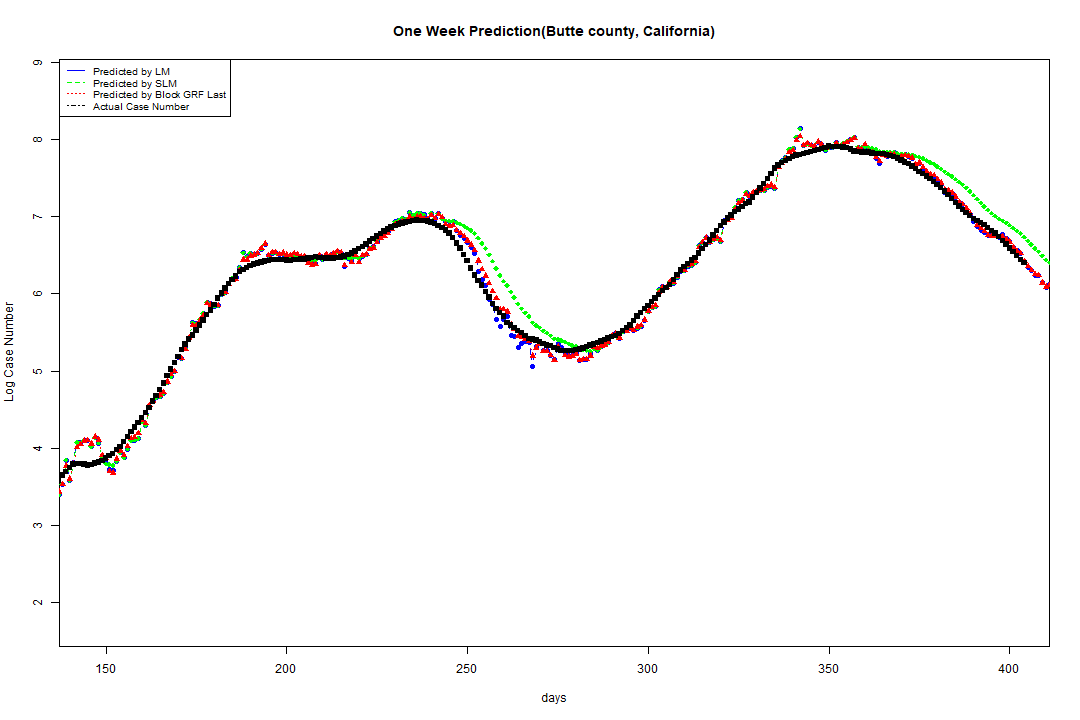 One Week Prediction(Butte county, California)
Predicted by LM
Predicted by SLM
Predicted by Block GRF Last
Actual Case Number
9
8
7
6
5
4
3
2
Log Case Number
150 200 250 300 350 400
days